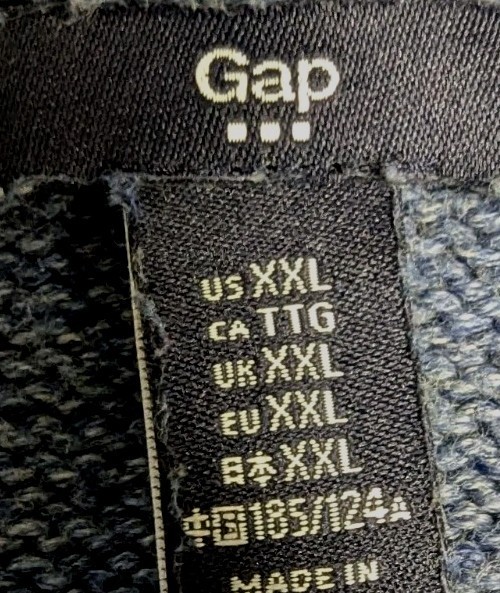 Gap
US XXL
CA TTG
UK XXL
EU XXL
日本 XXL
中国 185/124A
MADE IN